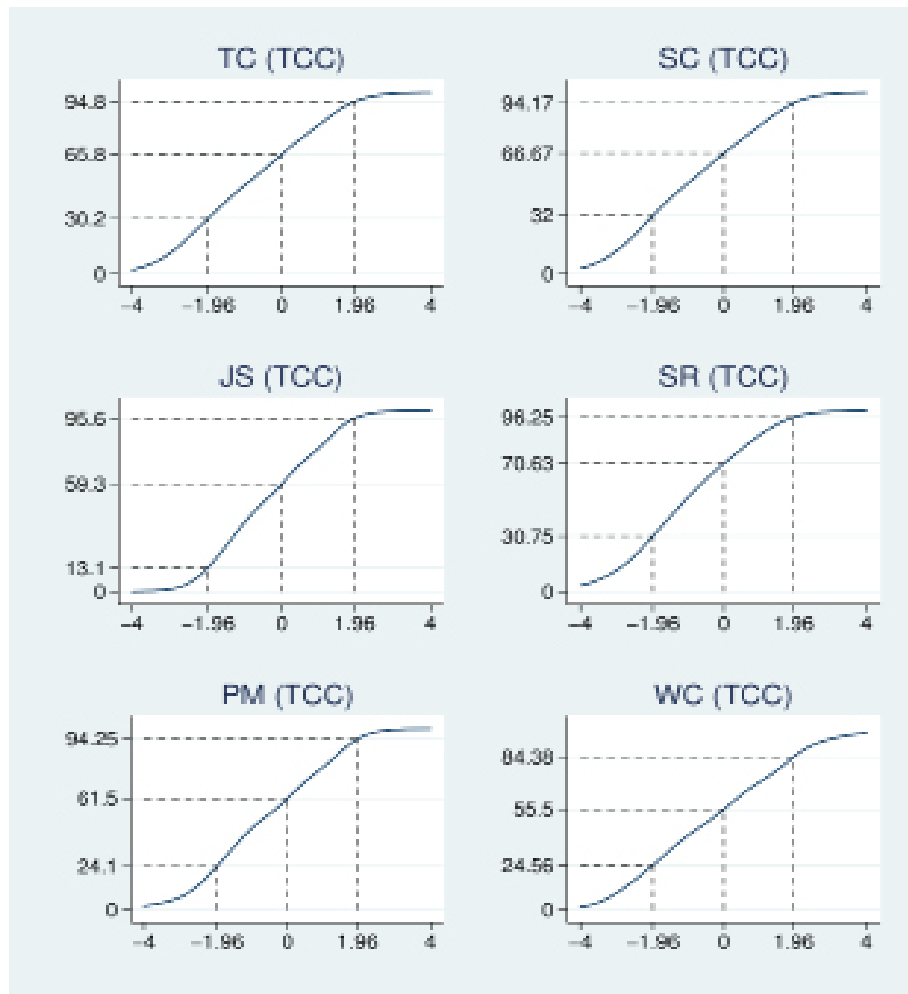 TC (TCC)
94.8
65.8
30.2
0
−4 −1.96 0 1.96 4
SC (TCC)
94.17
66.67
32
0
−4 −1.96 0 1.96 4
JS (TCC)
95.6
59.3
13.1
0
−4 −1.96 0 1.96 4
SR (TCC)
96.25
70.63
30.75
0
−4 −1.96 0 1.96 4
PM (TCC)
94.25
61.5
24.1
0
−4 −1.96 0 1.96 4
WC (TCC)
84.38
55.5
24.56
0
−4 −1.96 0 1.96 4